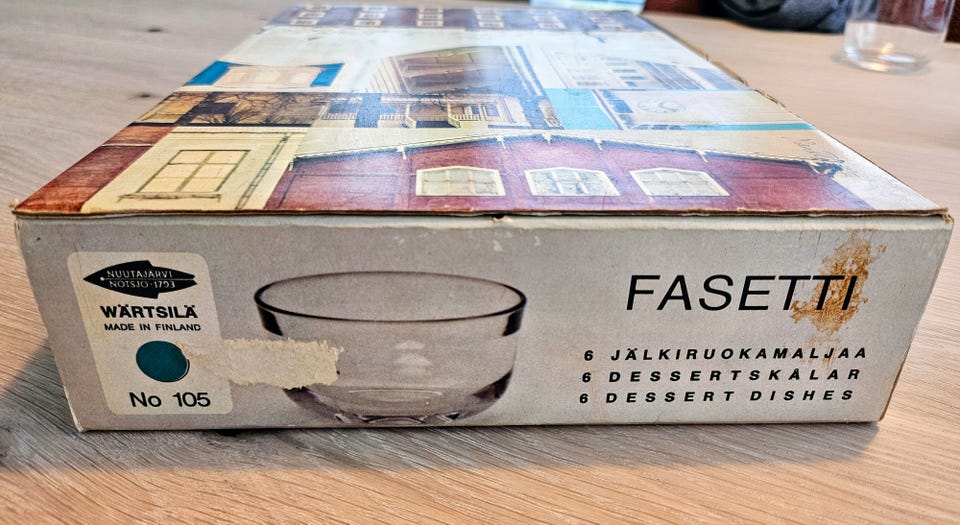 NUUTAJÄRVI
NOTSJÖ·1793
WÄRTSILÄ
MADE IN FINLAND
No 105
FASETTI
6 JÄLKIRUOKAMALJAA
6 DESSERTSKÅLAR
6 DESSERT DISHES